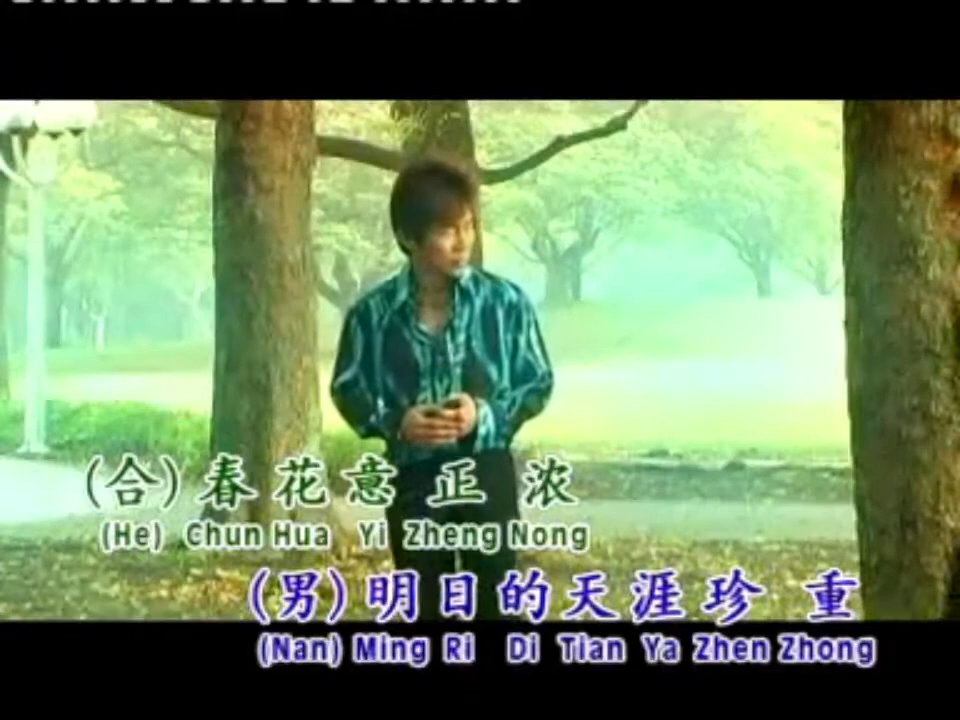 (合)春花意正浓
(He) Chun Hua Yi Zheng Nong
(男)明日的天涯珍重
(Nan) Ming Ri Di Tian Ya Zhen Zhong